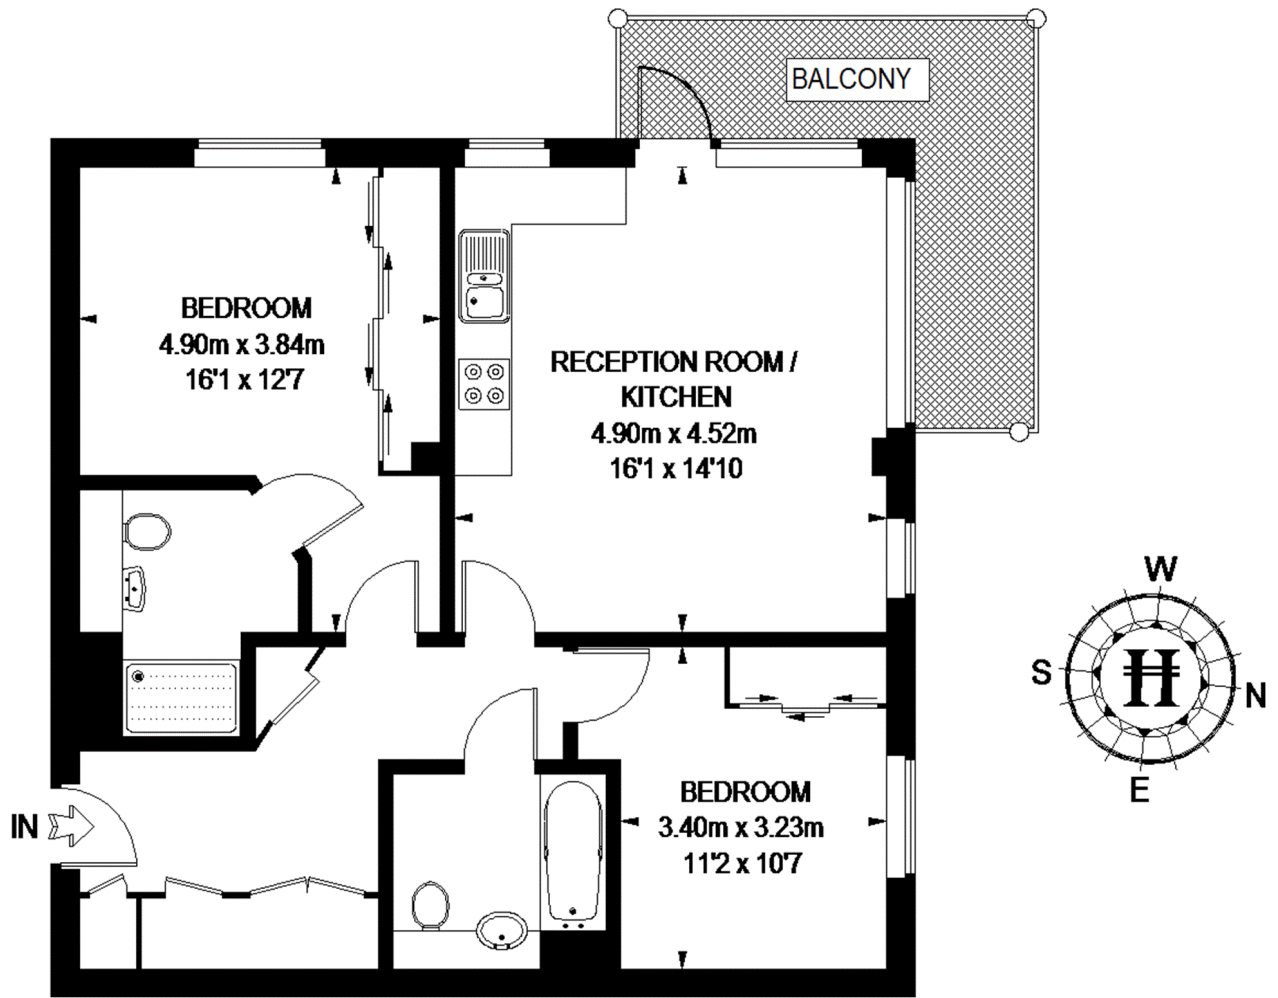 BALCONY
BEDROOM
4.90m x 3.84m
16'1 x 12'7
RECEPTION ROOM /
KITCHEN
4.90m x 4.52m
16'1 x 14'10
W
S
N
E
H
IN
BEDROOM
3.40m x 3.23m
11'2 x 10'7